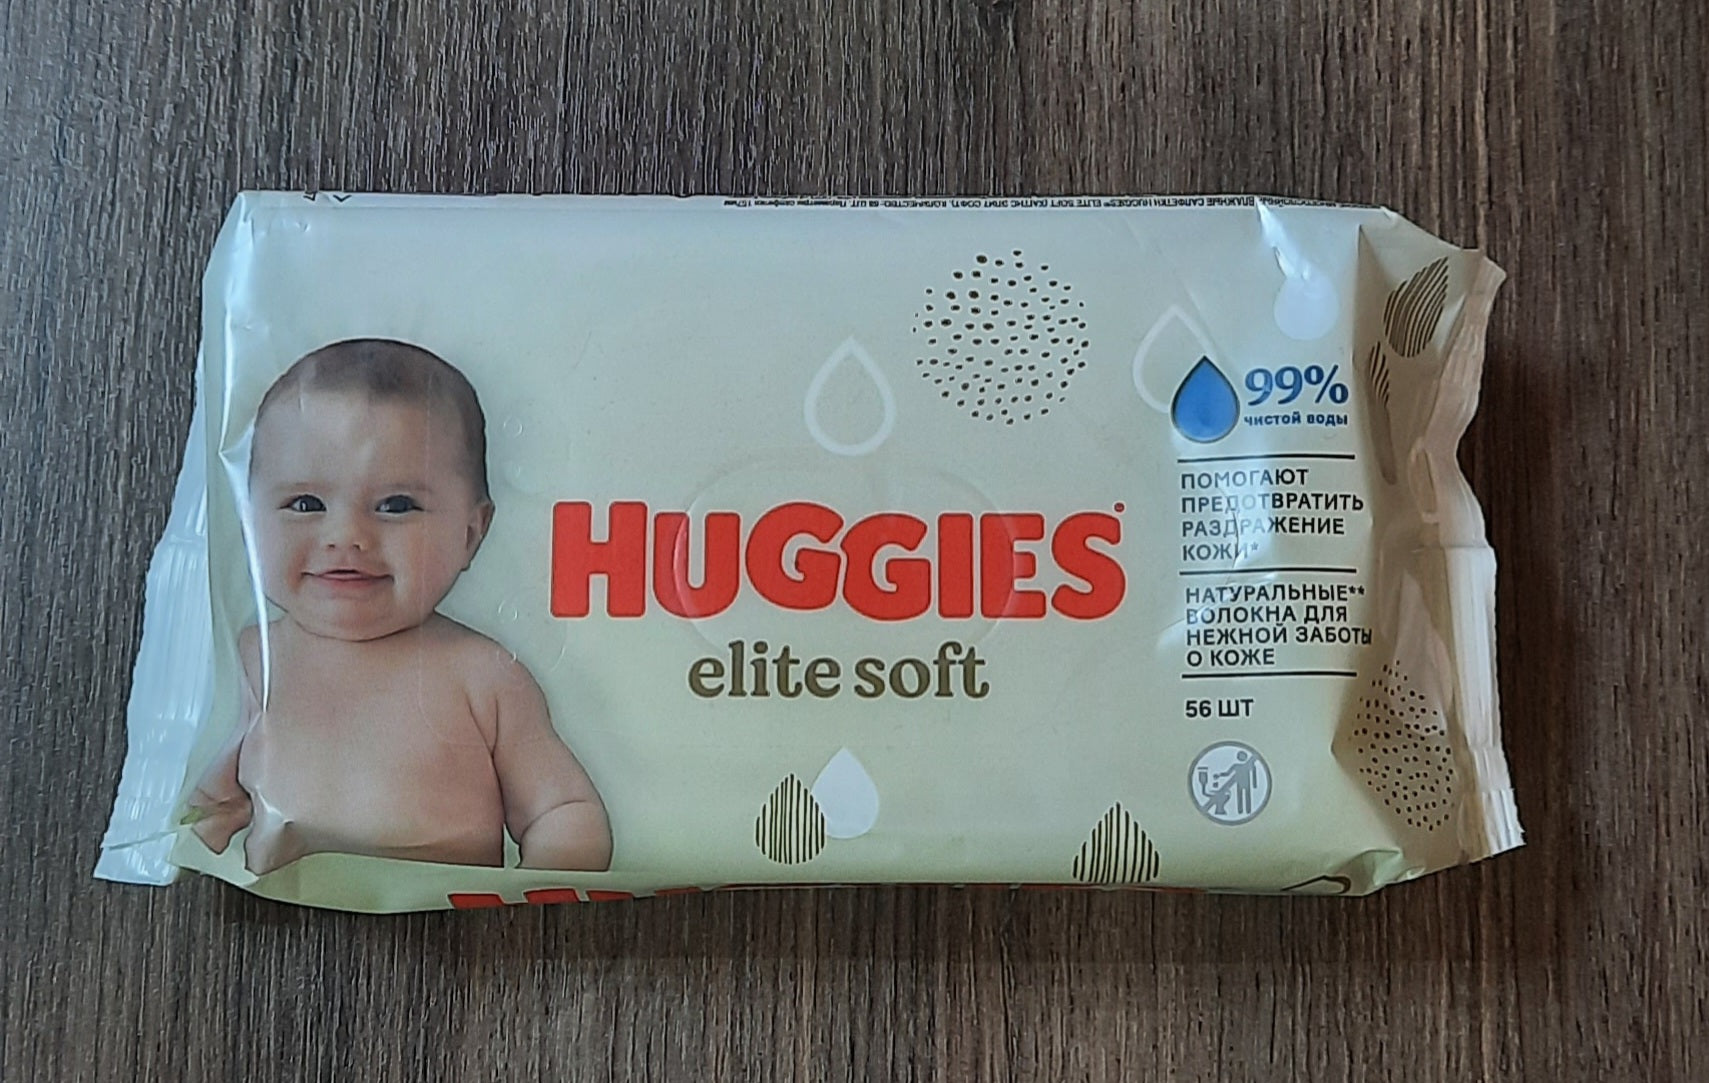 HUGGIES
elite soft
99%
ЧИСТОЙ ВОДЫ
ПОМОГАЮТ
ПРЕДОТВРАТИТЬ
РАЗДРАЖЕНИЕ
КОЖИ*
НАТУРАЛЬНЫЕ**
ВОЛОКНА ДЛЯ
НЕЖНОЙ ЗАБОТЫ
О КОЖЕ
56 ШТ